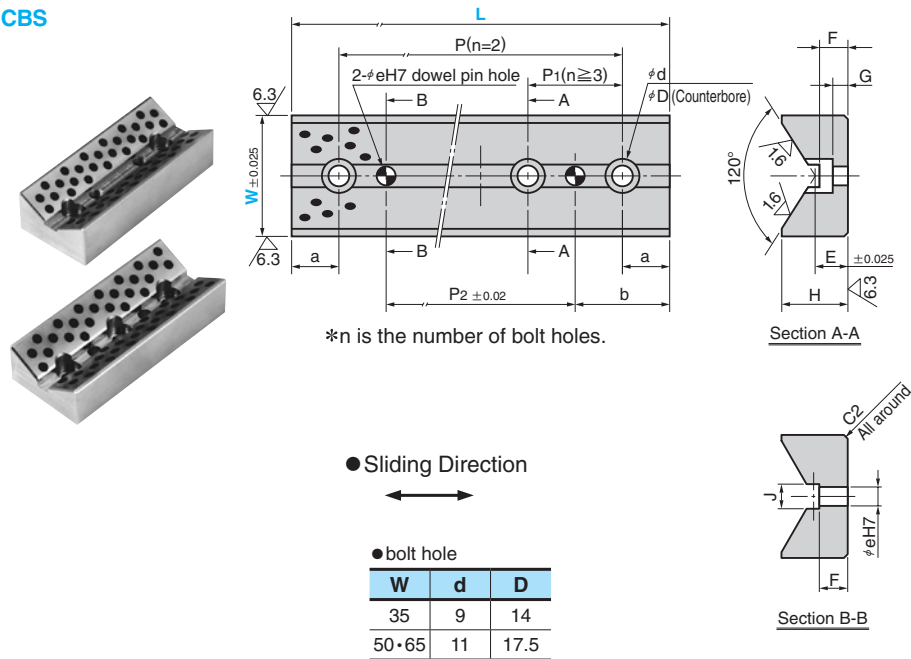 CBS
L
P(n=2)
2-φeH7 dowel pin hole
P1(n≧3)
φd
φD(Counterbore)
6.3
B
A
W±0.025
6.3
B
A
a
a
P2 ±0.02
b
*n is the number of bolt holes.
F
G
120°
1.6
1.6
E
±0.025
H
6.3
Section A-A
C2
All around
J
φeH7
F
Section B-B
●Sliding Direction
●bolt hole
W d D
35 9 14
50・65 11 17.5